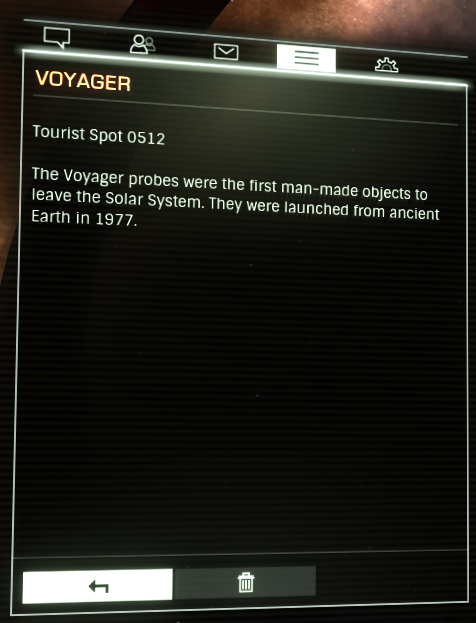 VOYAGER
Tourist Spot 0512
The Voyager probes were the first man-made objects to
leave the Solar System. They were launched from ancient
Earth in 1977.